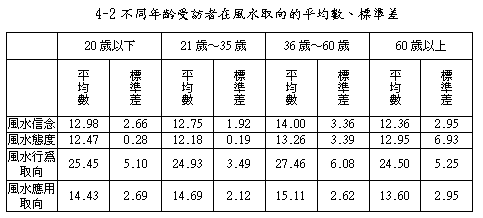 4-2 不同年齡受訪者在風水取向的平均數、標準差
20 歲以下 21 歲～35 歲 36 歲～60 歲 60 歲以上
平均數 標準差 平均數 標準差 平均數 標準差 平均數 標準差
風水信念 12.98 2.66 12.75 1.92 14.00 3.36 12.36 2.95
風水態度 12.47 0.28 12.18 0.19 13.26 3.39 12.95 6.93
風水行爲取向 25.45 5.10 24.93 3.49 27.46 6.08 24.50 5.25
風水應用取向 14.43 2.69 14.69 2.12 15.11 2.62 13.60 2.95